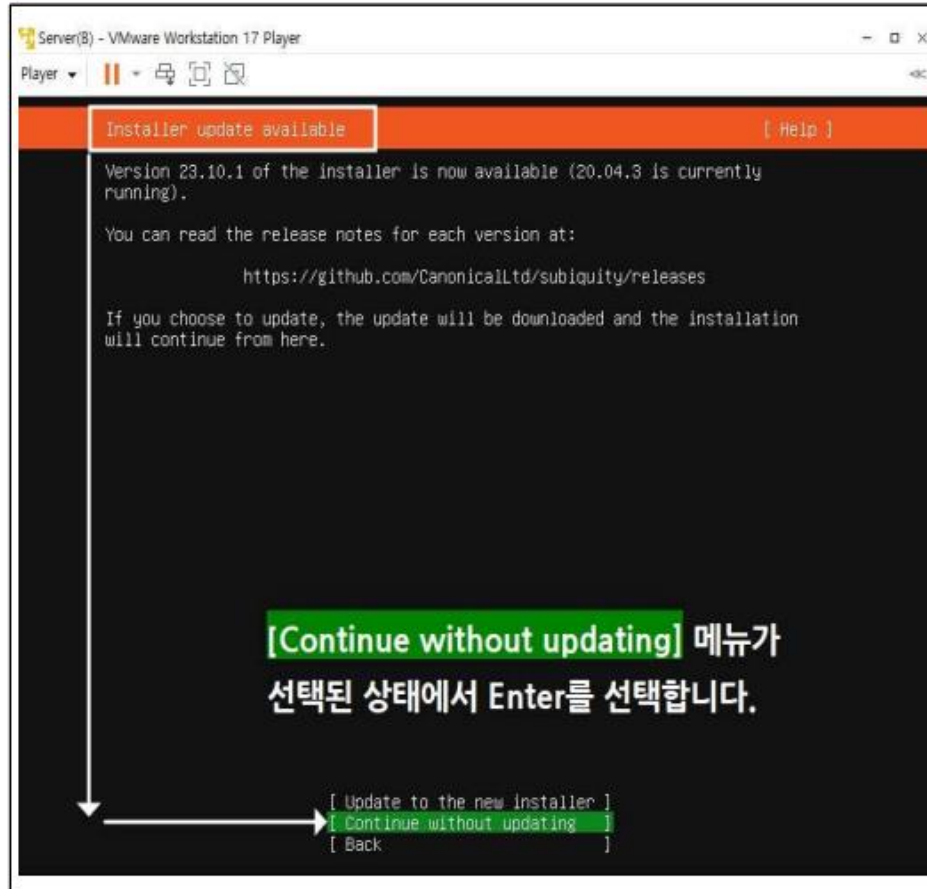 Server(B) - VMware Workstation 17 Player
Player
Installer update available [ Help ]
Version 23.10.1 of the installer is now available (20.04.3 is currently
running).
You can read the release notes for each version at:
https://github.com/CanonicalLtd/subiquity/releases
If you choose to update, the update will be downloaded and the installation
will continue from here.
[Continue without updating] 메뉴가
선택된 상태에서 Enter를 선택합니다.
[ Update to the new installer ]
[ Continue without updating ]
[ Back ]